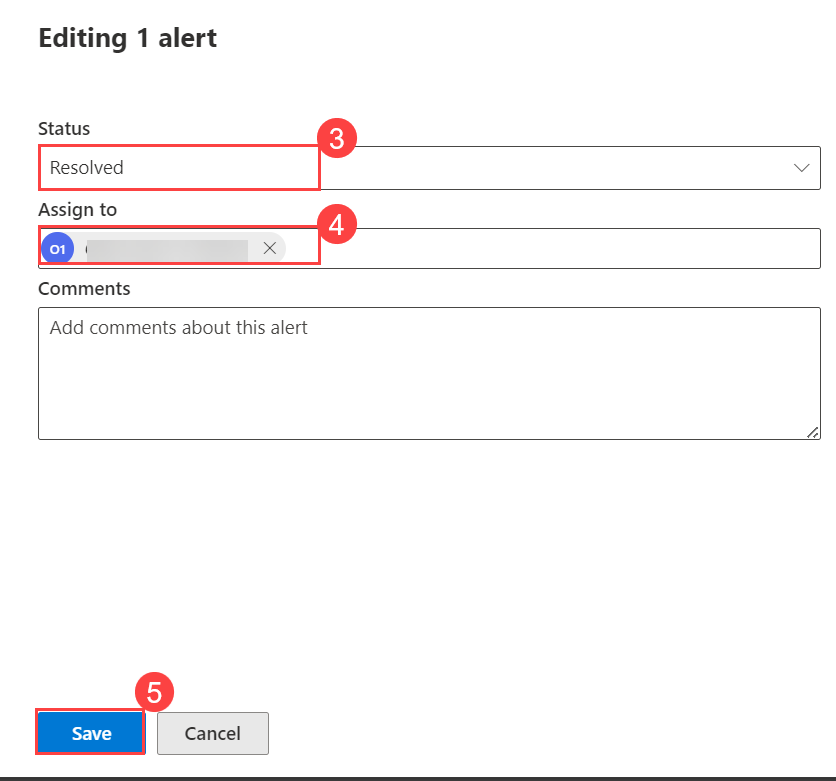 Editing 1 alert
Status
3
Resolved
Assign to
4
O1
Comments
Add comments about this alert
5
Save
Cancel